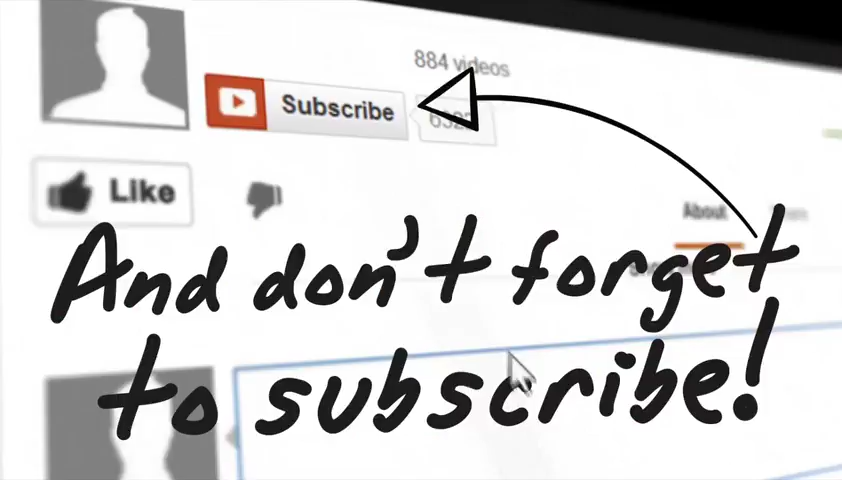 884 videos
Subscribe
Like
About
And don't forget
to subscribe!